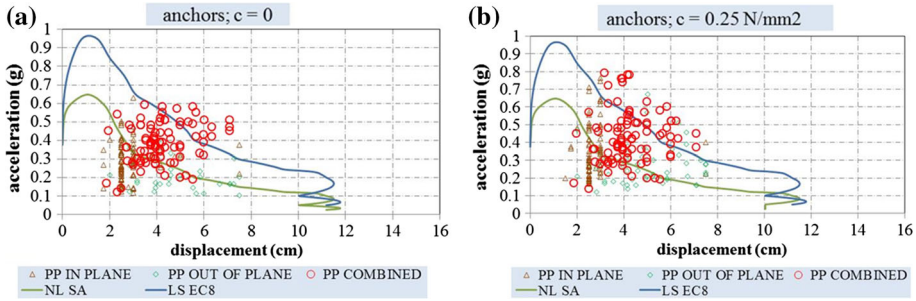 (a)
anchors; c = 0
acceleration (g)
1
0.9
0.8
0.7
0.6
0.5
0.4
0.3
0.2
0.1
0
0 2 4 6 8 10 12 14 16
displacement (cm)
PP IN PLANE PP OUT OF PLANE PP COMBINED
NL SA LS EC8
(b)
anchors; c = 0.25 N/mm2
acceleration (g)
1
0.9
0.8
0.7
0.6
0.5
0.4
0.3
0.2
0.1
0
0 2 4 6 8 10 12 14 16
displacement (cm)
PP IN PLANE PP OUT OF PLANE PP COMBINED
NL SA LS EC8